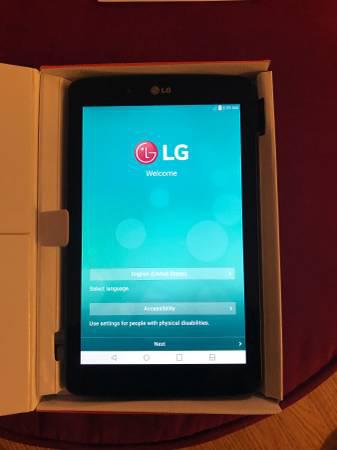 LG
LG
Welcome
English (United States)
Select language.
Accessibility
Use settings for people with physical disabilities.
Next